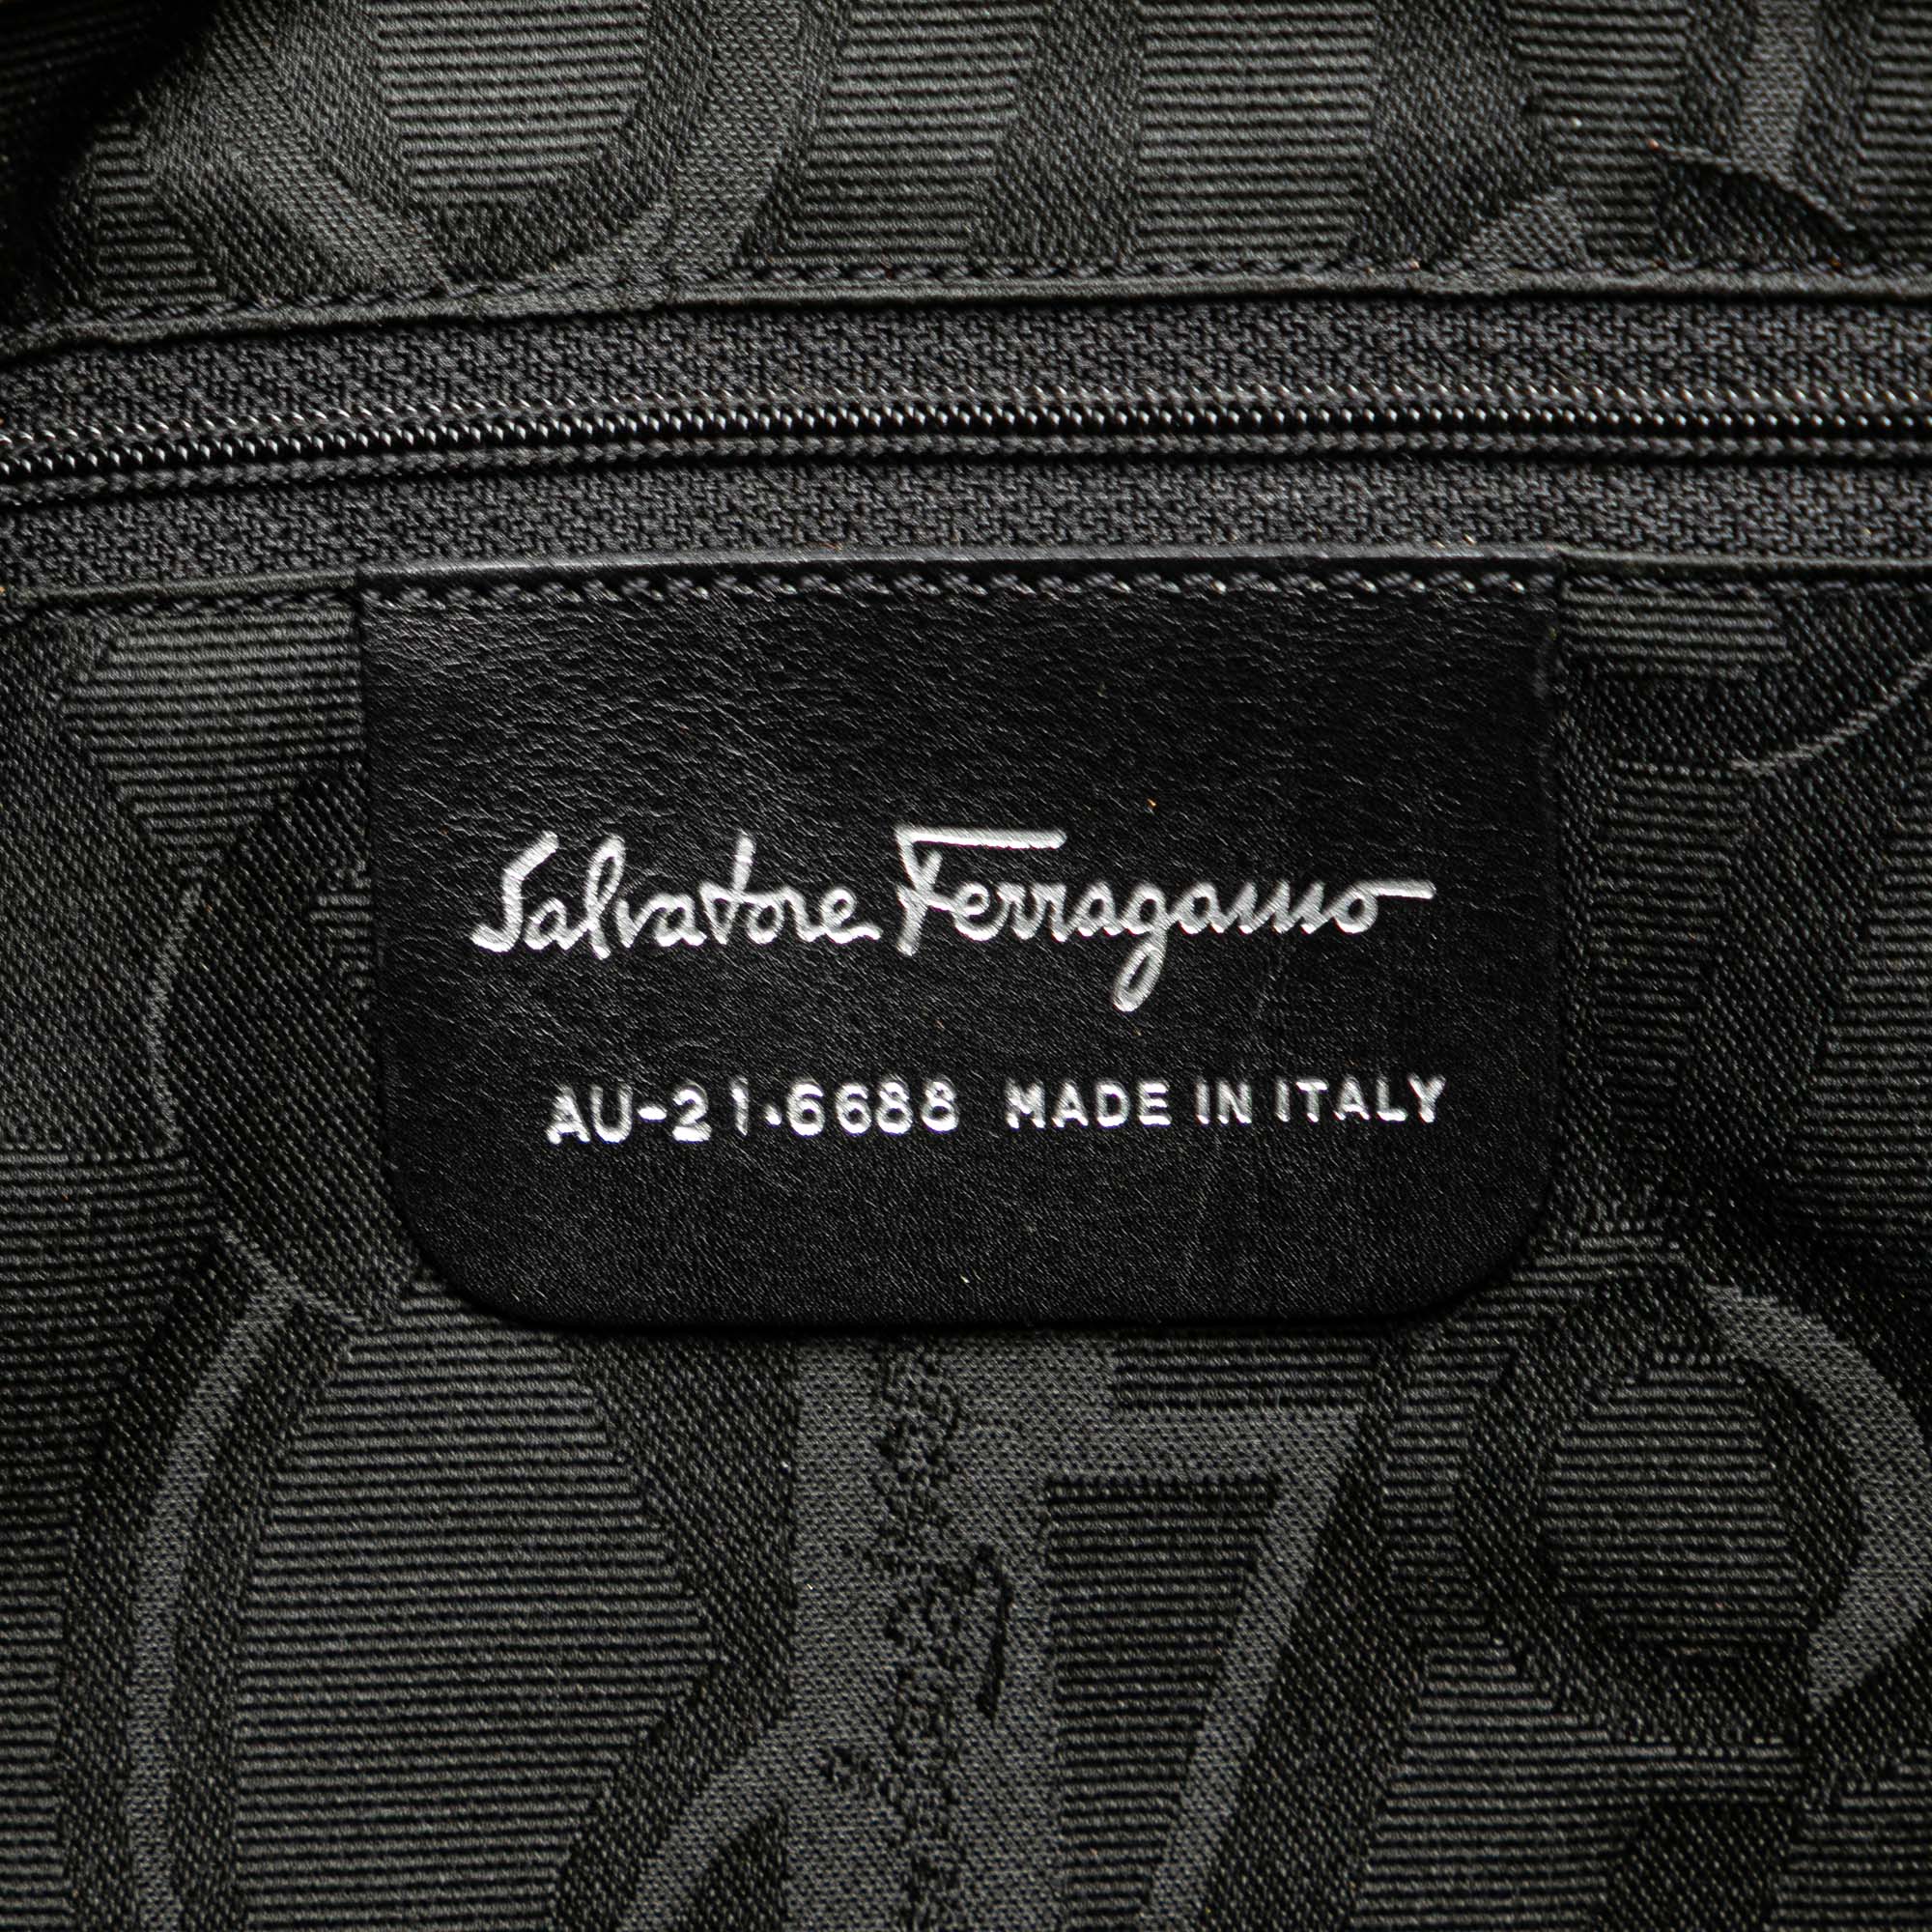 Salvatore Ferragamo
AU-21·6688 MADE IN ITALY